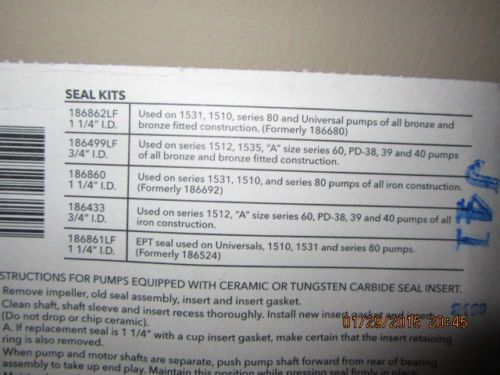 SEAL KITS
186862LF Used on 1531, 1510, series 80 and Universal pumps of all bronze and
1 1/4" I.D. bronze fitted construction. (Formerly 186680)
186499LF Used on series 1512, 1535, "A" size series 60, PD-38, 39 and 40 pumps
3/4" I.D. of all bronze and bronze fitted construction.
186860 Used on series 1531, 1510, and series 80 pumps of all iron construction.
1 1/4" I.D. (Formerly 186692)
186433 Used on series 1512, "A" size series 60, PD-38, 39 and 40 pumps of all
3/4" I.D. iron construction.
186861LF EPT seal used on Universals, 1510, 1531 and series 80 pumps.
1 1/4" I.D. (Formerly 186524)
J41
STRUCTIONS FOR PUMPS EQUIPPED WITH CERAMIC OR TUNGSTEN CARBIDE SEAL INSERT.
Remove impeller, old seal assembly, insert and insert gasket.
Clean shaft, shaft sleeve and insert recess thoroughly. Install new insert gasket and insert
(Do not drop or chip ceramic).
A. If replacement seal is 1 1/4" with a cup insert gasket, make certain that the insert retaining
ring is also removed.
When pump and motor shafts are separate, push pump shaft forward from rear of bearing
assembly to take up end play. Maintain this position while pressing seal firmly in place
01/29/2015 20:45